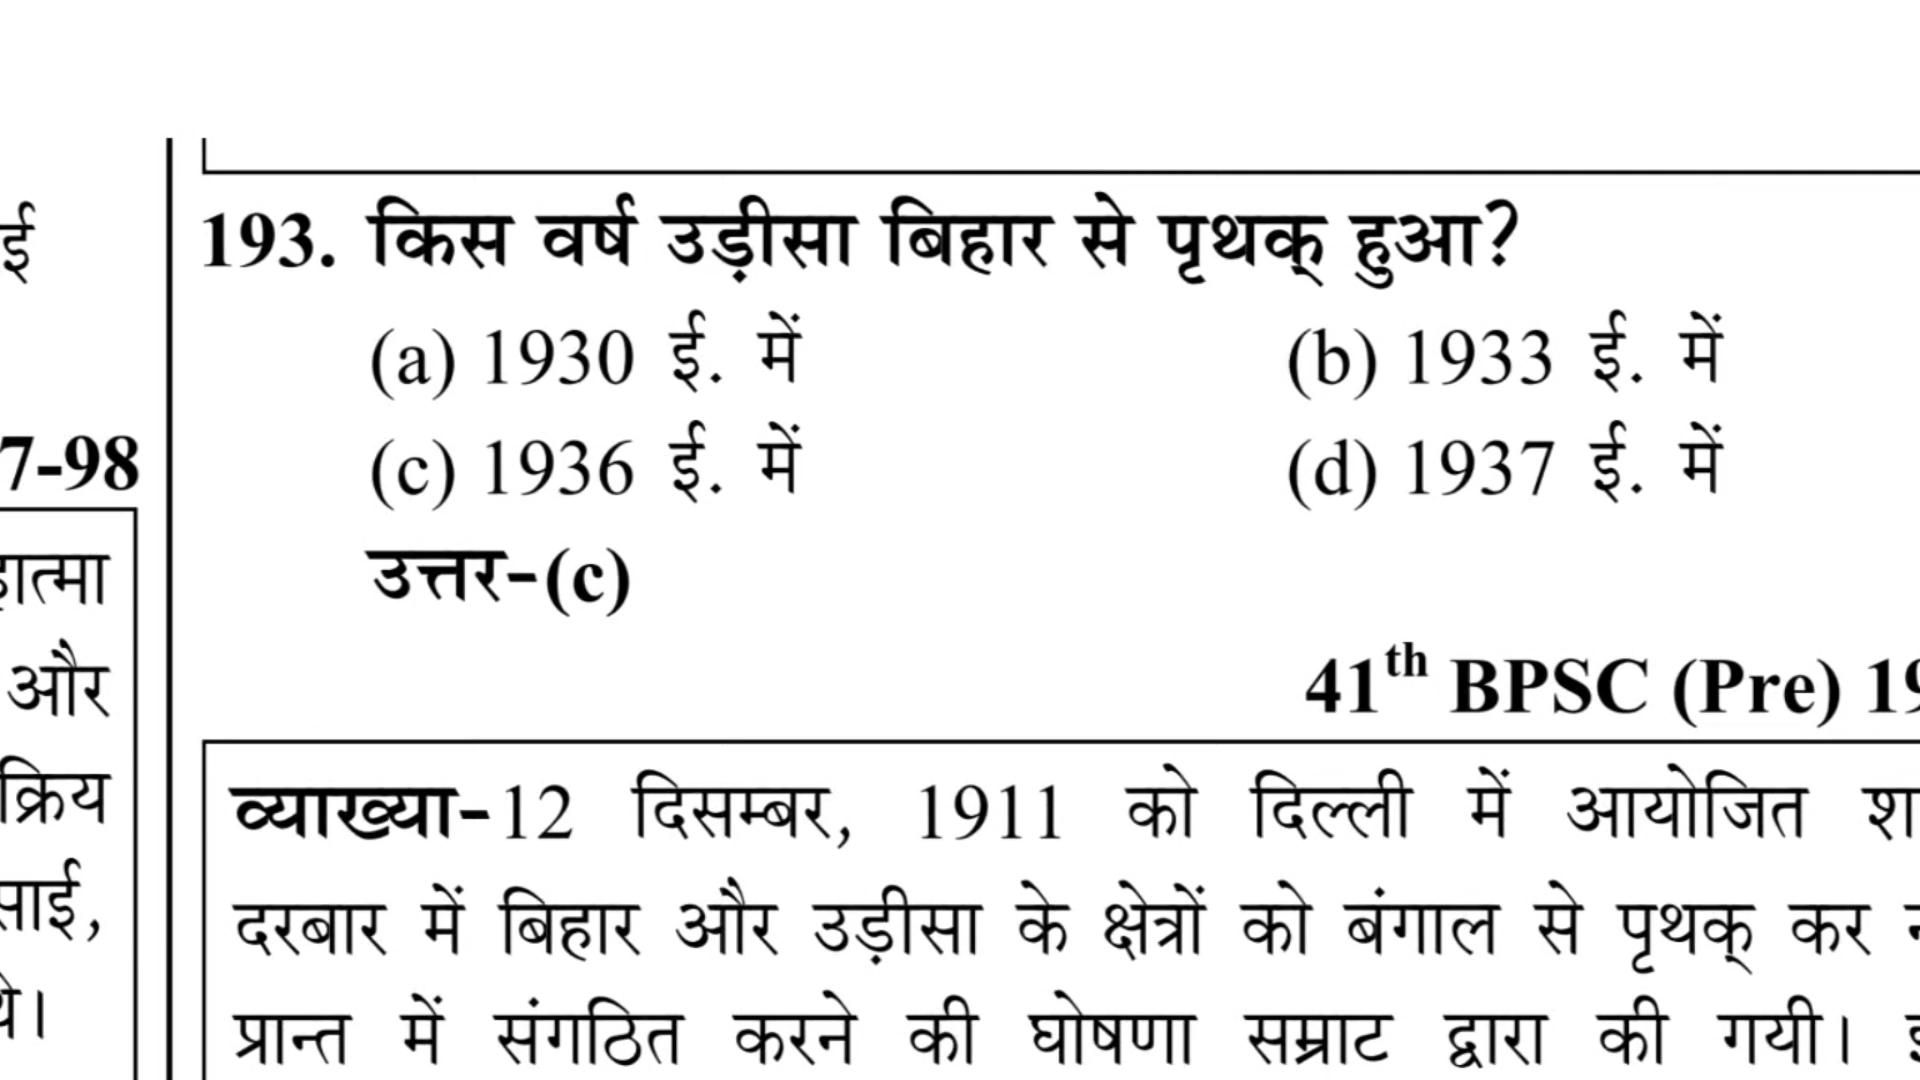 ई
7-98
और
क्रिय
193. किस वर्ष उड़ीसा बिहार से पृथक् हुआ?
(a) 1930 ई. में (b) 1933 ई. में
(c) 1936 ई. में (d) 1937 ई. में
उत्तर-(c)
41th BPSC (Pre)
व्याख्या-12 दिसम्बर, 1911 को दिल्ली में आयोजित
दरबार में बिहार और उड़ीसा के क्षेत्रों को बंगाल से पृथक् कर
प्रान्त में संगठित करने की घोषणा सम्राट द्वारा की गयी।